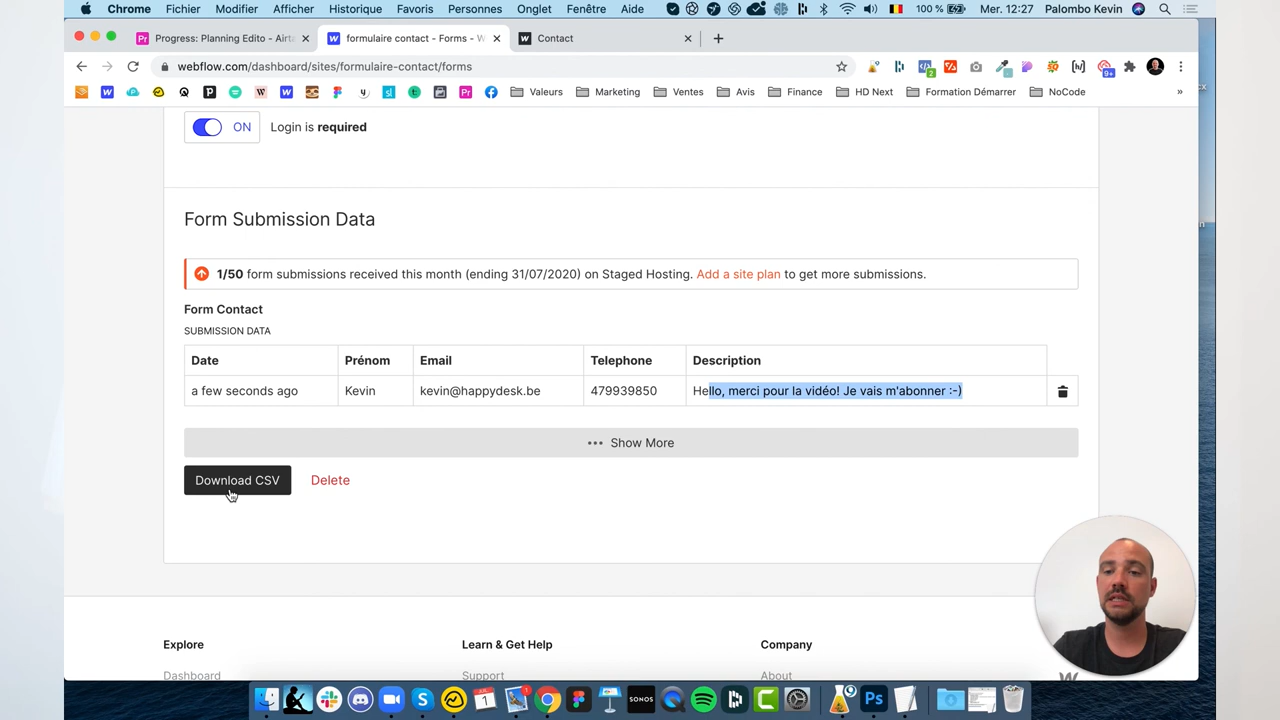 Chrome Fichier Modifier Afficher Historique Favoris Personnes Onglet Fenêtre Aide 100 % Mer. 12:27 Palombo Kevin
Progress: Planning Edito - Airt formulaire contact - Forms - W Contact
webflow.com/dashboard/sites/formulaire-contact/forms
Valeurs Marketing Ventes Avis Finance HD Next Formation Démarrer NoCode »
ON Login is required
Form Submission Data
1/50 form submissions received this month (ending 31/07/2020) on Staged Hosting. Add a site plan to get more submissions.
Form Contact
SUBMISSION DATA
Date Prénom Email Telephone Description
a few seconds ago Kevin kevin@happydesk.be 479939850 Hello, merci pour la vidéo! Je vais m'abonner :-)
••• Show More
Download CSV Delete
Explore Learn & Get Help Company
Dashboard Support About
SONOS Ps